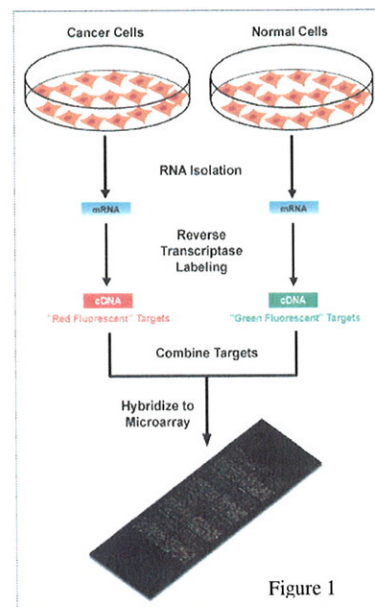 Cancer Cells Normal Cells
RNA Isolation
mRNA mRNA
Reverse
Transcriptase
Labeling
cDNA cDNA
"Red Fluorescent" Targets "Green Fluorescent" Targets
Combine Targets
Hybridize to
Microarray
Figure 1